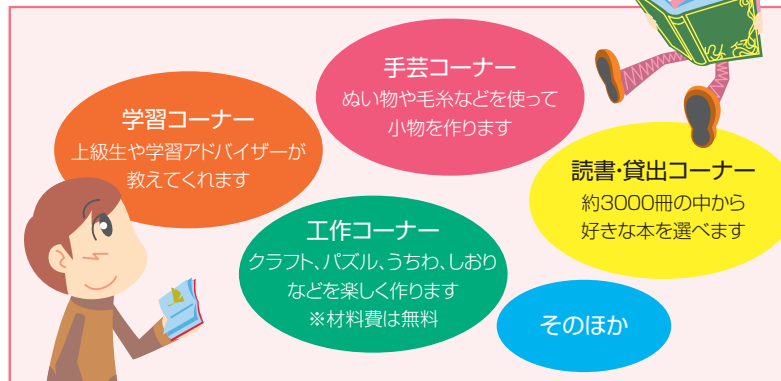 手芸コーナー
ぬい物や毛糸などを使って
小物を作ります
学習コーナー
上級生や学習アドバイザーが
教えてくれます
読書・貸出コーナー
約3000冊の中から
好きな本を選べます
工作コーナー
クラフト、パズル、うちわ、しおり
などを楽しく作ります
※材料費は無料
そのほか